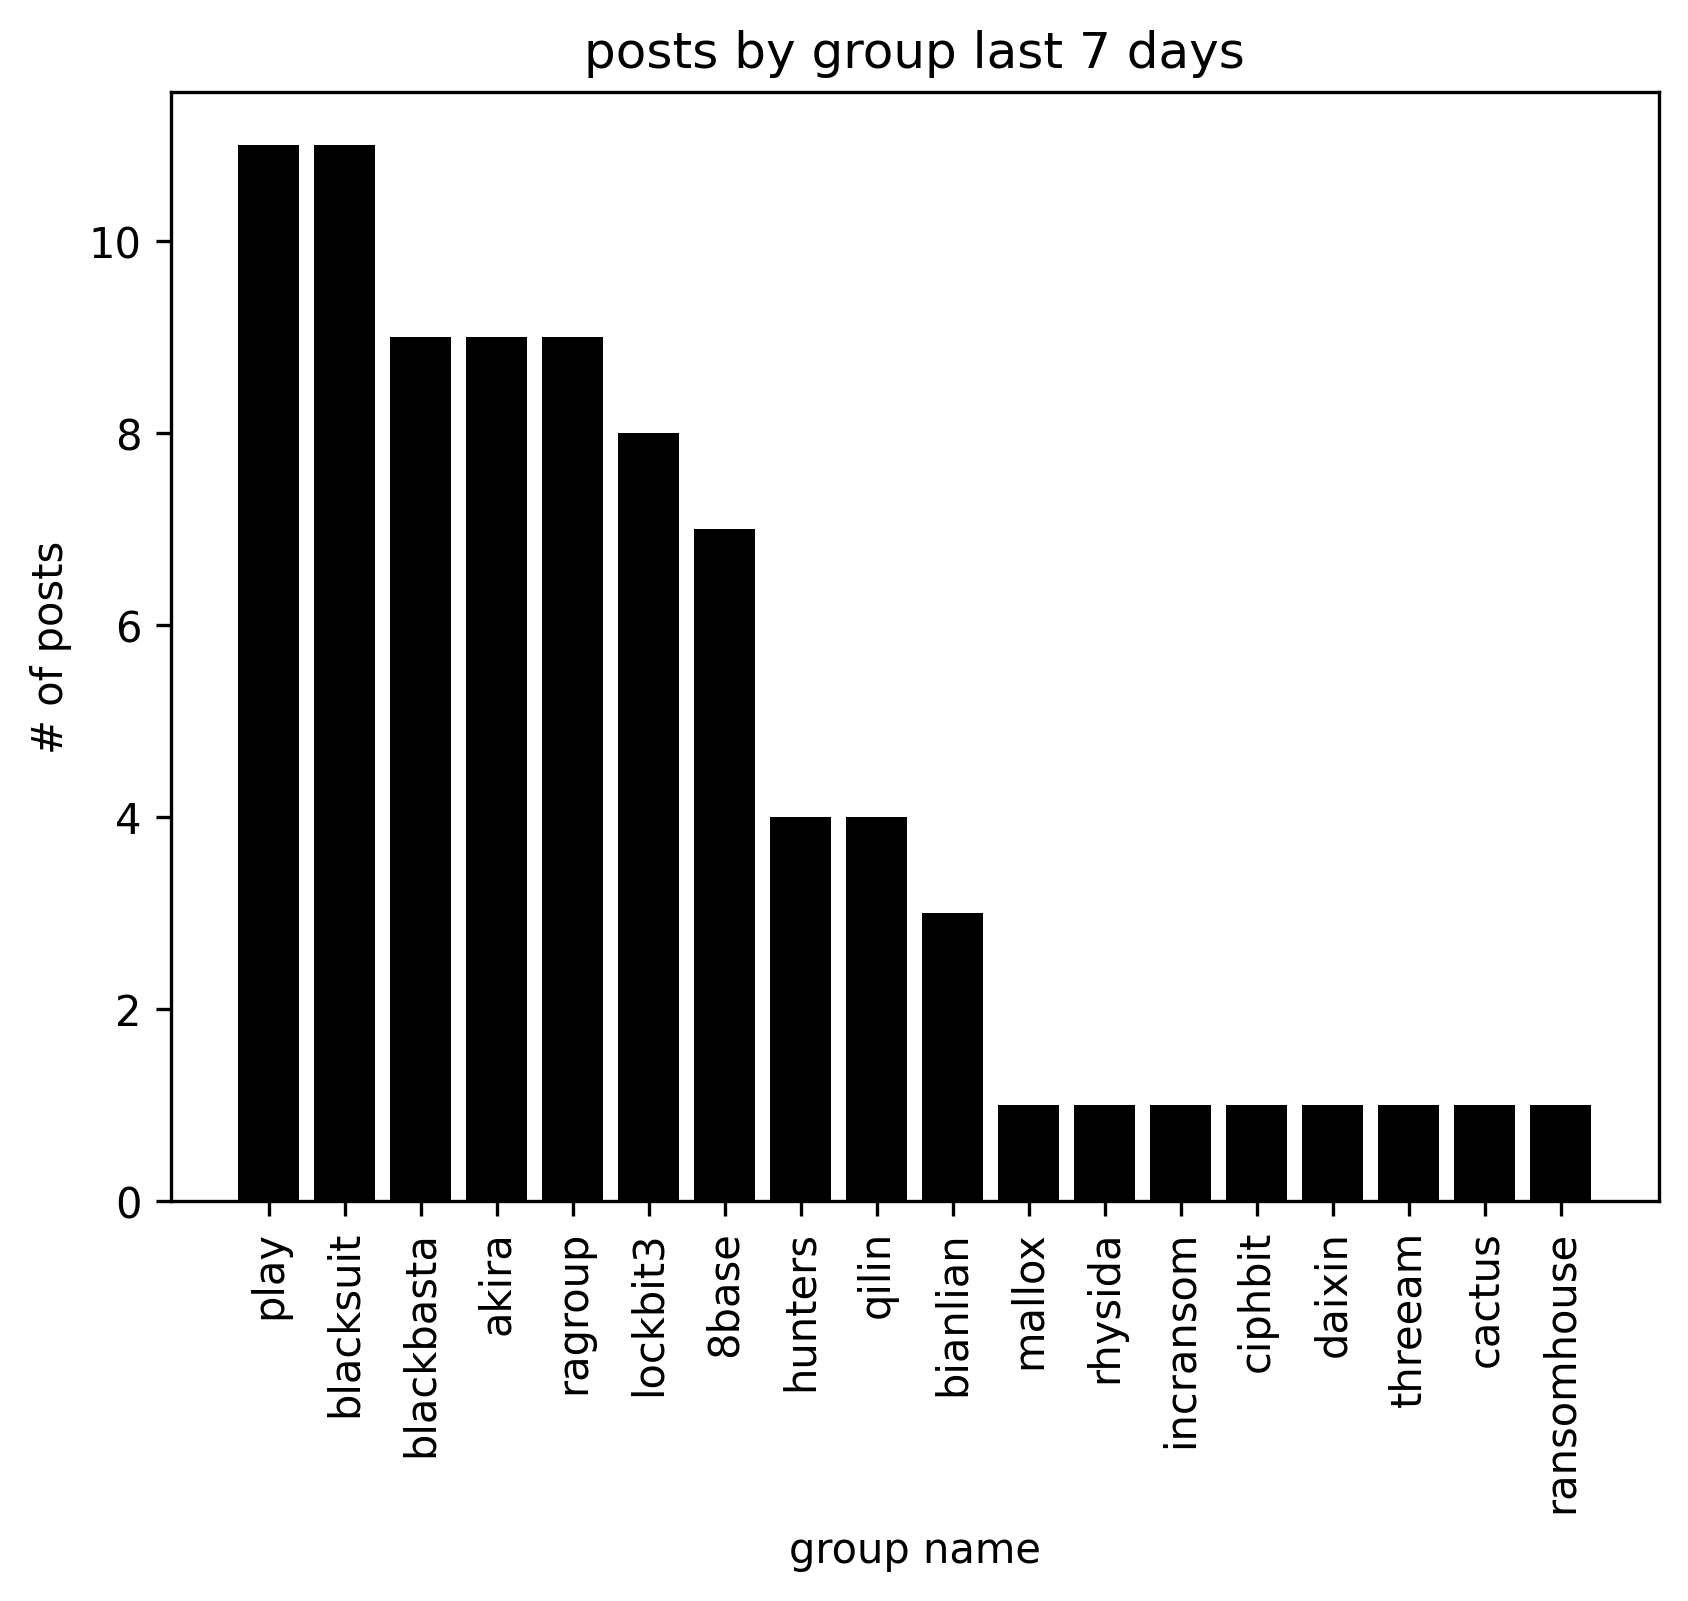 posts by group last 7 days
# of posts
10
8
6
4
2
0
play
blacksuit
blackbasta
akira
ragroup
lockbit3
8base
hunters
qilin
bianlian
mallox
rhysida
incransom
ciphbit
daixin
threeam
cactus
ransomhouse
group name